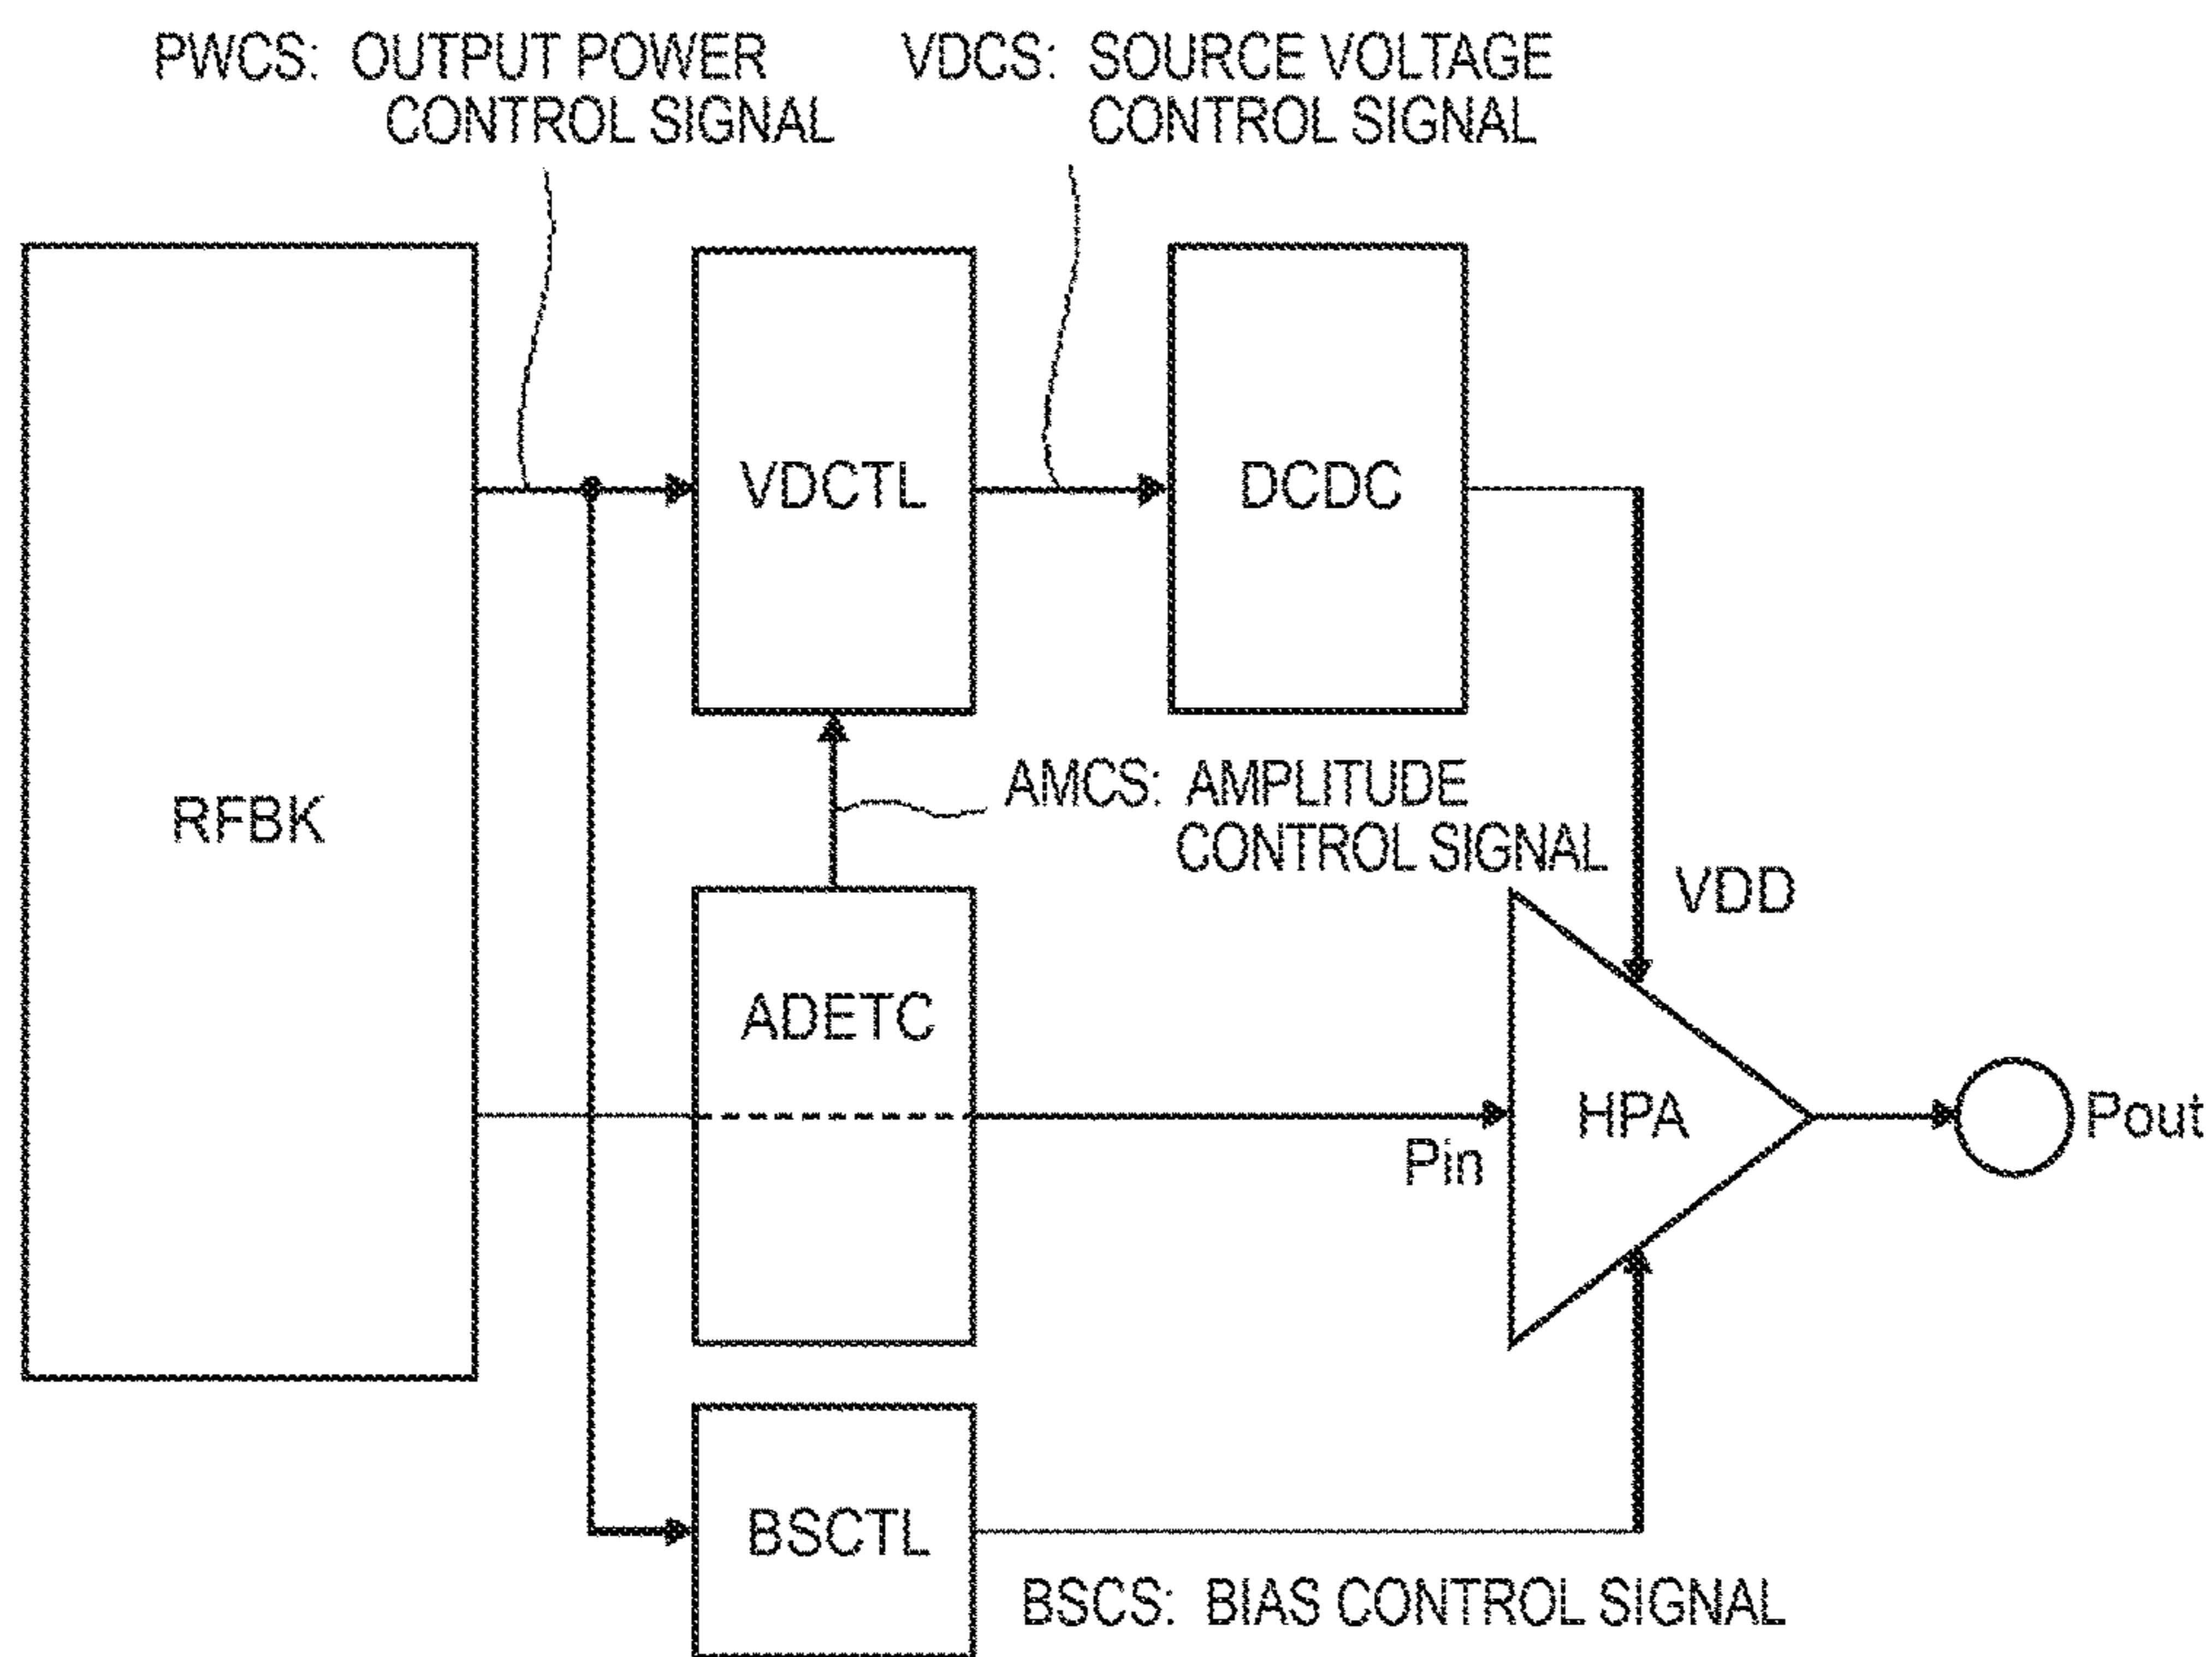 PWCS: OUTPUT POWER
CONTROL SIGNAL
VDCS: SOURCE VOLTAGE
CONTROL SIGNAL
VDCTL
DCDC
RFBK
AMCS: AMPLITUDE
CONTROL SIGNAL
VDD
ADETC
HPA
Pout
Pin
BSCTL
BSCS: BIAS CONTROL SIGNAL